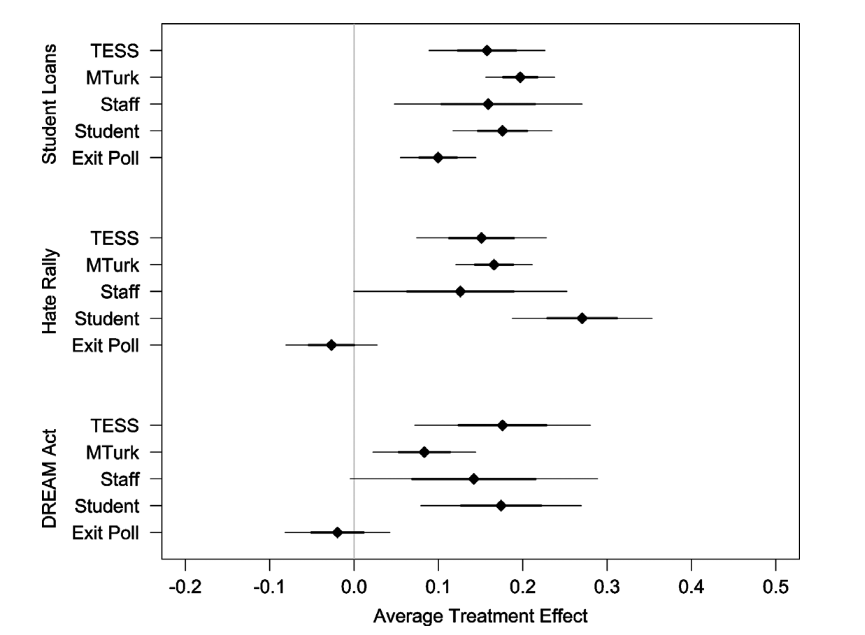 Student Loans
TESS
MTurk
Staff
Student
Exit Poll
Hate Rally
TESS
MTurk
Staff
Student
Exit Poll
DREAM Act
TESS
MTurk
Staff
Student
Exit Poll
-0.2 -0.1 0.0 0.1 0.2 0.3 0.4 0.5
Average Treatment Effect